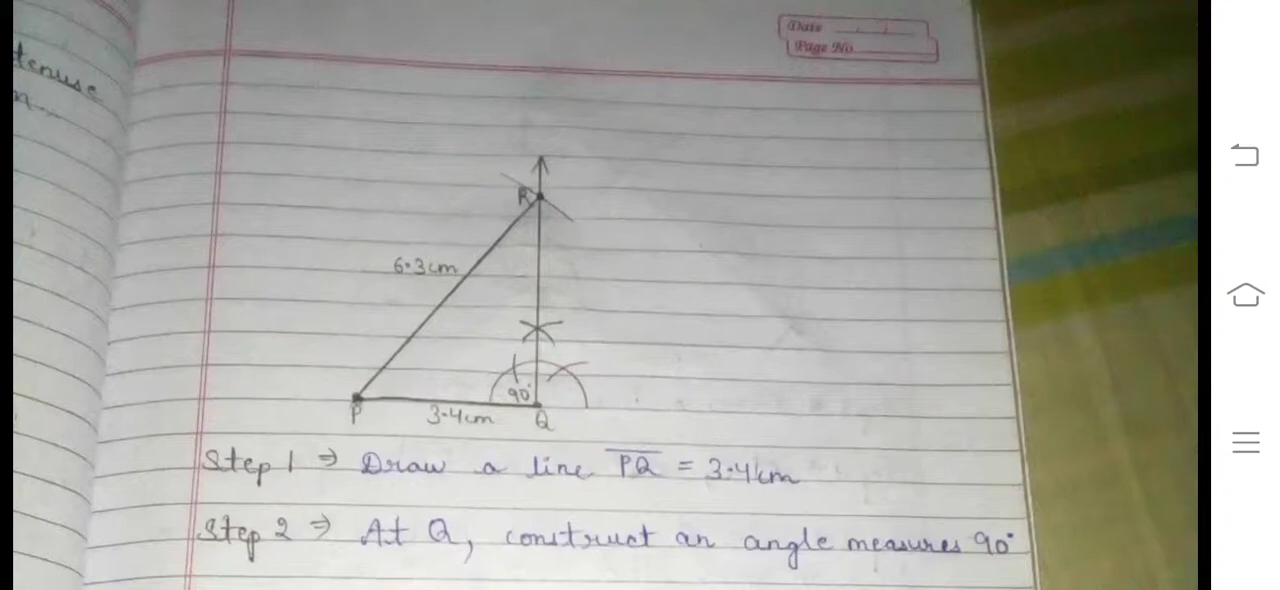 tenuse
Date
Page No.
R
6.3cm
90°
P
3.4cm
Q
Step 1 ⇒ Draw a line P̅Q̅ = 3.4cm
Step 2 ⇒ At Q, construct an angle measures 90°